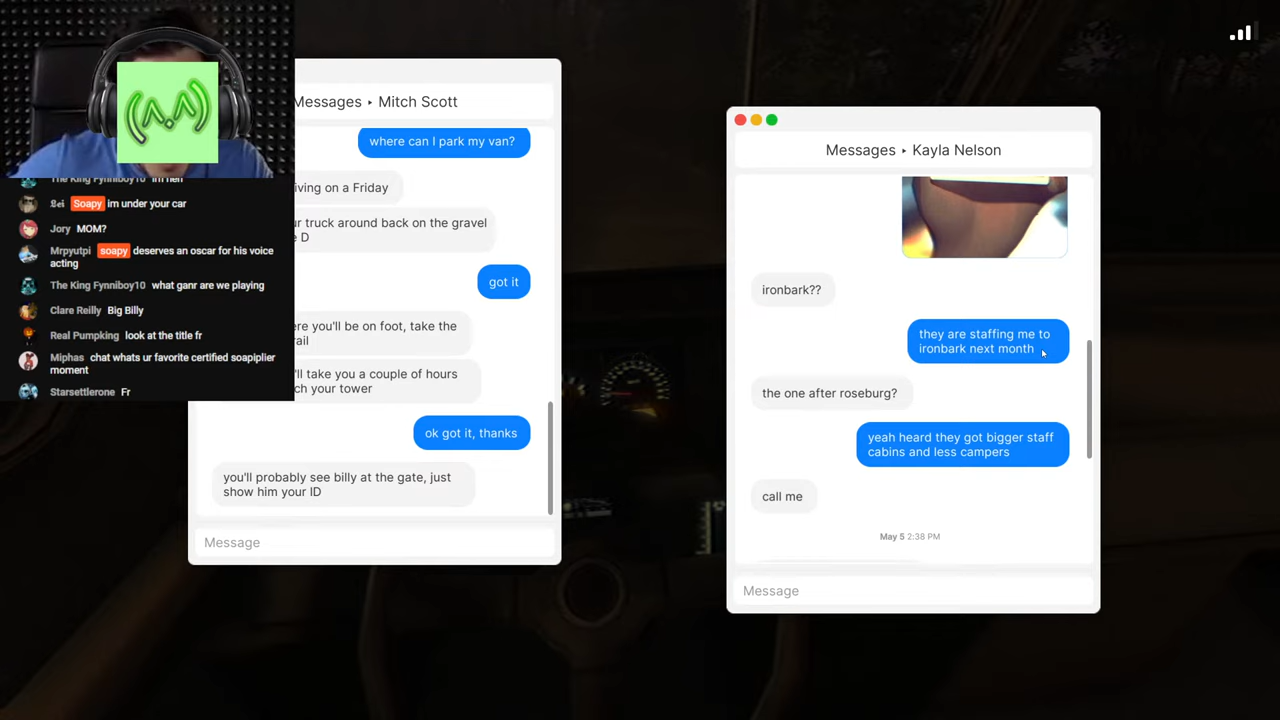 The King Fynniboy10 im hen
Sei Soapy im under your car
Jory MOM?
Mrpyutpi soapy deserves an oscar for his voice
acting
The King Fynniboy10 what ganr are we playing
Clare Reilly Big Billy
Real Pumpking look at the title fr
Miphas chat whats ur favorite certified soapiplier
moment
Starsettlerone Fr
Messages ▸ Mitch Scott
where can I park my van?
iving on a Friday
ur truck around back on the gravel
e D
got it
ere you'll be on foot, take the
rail
'll take you a couple of hours
ch your tower
ok got it, thanks
you'll probably see billy at the gate, just
show him your ID
Message
Messages ▸ Kayla Nelson
ironbark??
they are staffing me to
ironbark next month
the one after roseburg?
yeah heard they got bigger staff
cabins and less campers
call me
May 5 2:38 PM
Message